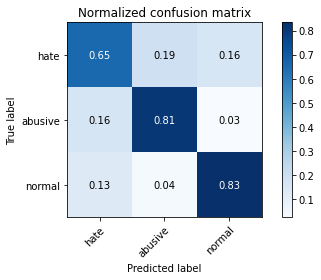 Normalized confusion matrix
True label
hate
0.65 0.19 0.16
abusive
0.16 0.81 0.03
normal
0.13 0.04 0.83
hate abusive normal
Predicted label
0.8
0.7
0.6
0.5
0.4
0.3
0.2
0.1